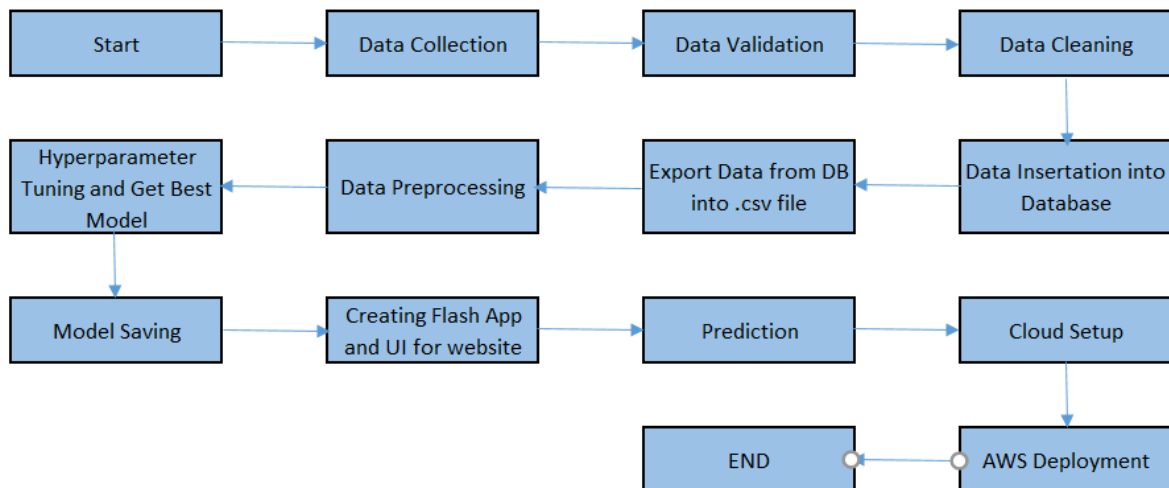 Start
Data Collection
Data Validation
Data Cleaning
Data Insertation into
Database
Export Data from DB
into .csv file
Data Preprocessing
Hyperparameter
Tuning and Get Best
Model
Model Saving
Creating Flash App
and UI for website
Prediction
Cloud Setup
AWS Deployment
END